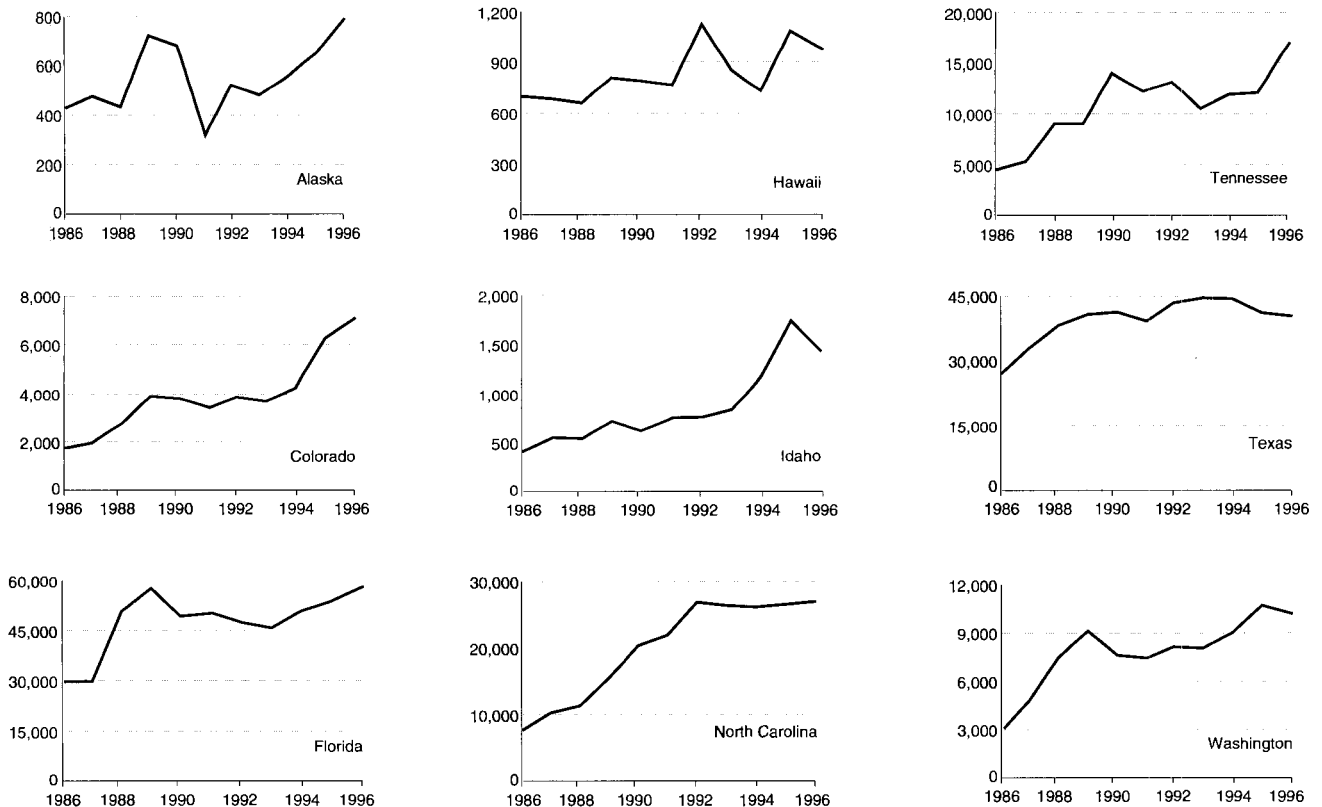 800
600
400
200
0
Alaska
1986 1988 1990 1992 1994 1996
1,200
900
600
300
0
Hawaii
1986 1988 1990 1992 1994 1996
20,000
15,000
10,000
5,000
0
Tennessee
1986 1988 1990 1992 1994 1996
8,000
6,000
4,000
2,000
0
Colorado
1986 1988 1990 1992 1994 1996
2,000
1,500
1,000
500
0
Idaho
1986 1988 1990 1992 1994 1996
45,000
30,000
15,000
0
Texas
1986 1988 1990 1992 1994 1996
60,000
45,000
30,000
15,000
0
Florida
1986 1988 1990 1992 1994 1996
30,000
20,000
10,000
0
North Carolina
1986 1988 1990 1992 1994 1996
12,000
9,000
6,000
3,000
0
Washington
1986 1988 1990 1992 1994 1996